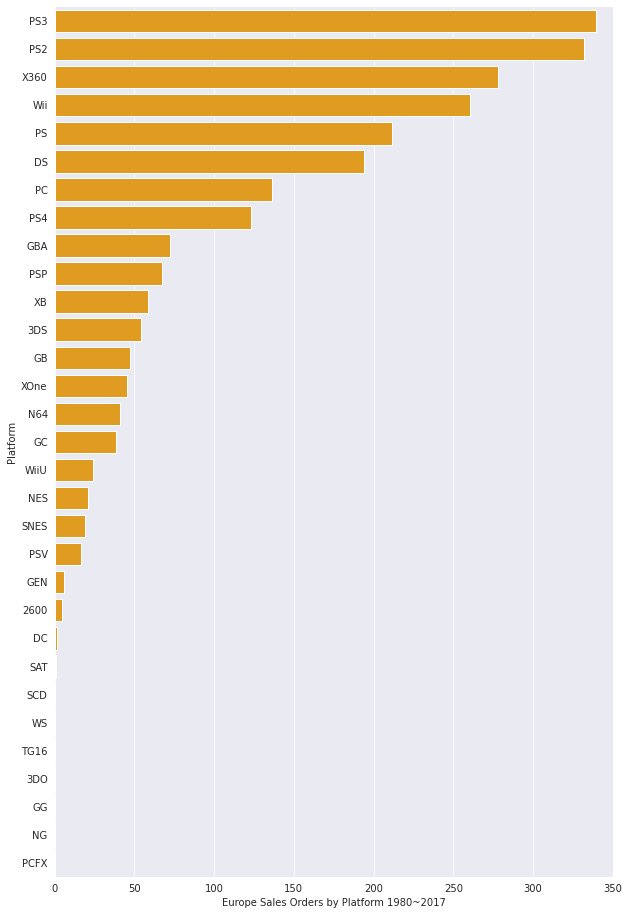 PS3
PS2
X360
Wii
PS
DS
PC
PS4
GBA
PSP
XB
3DS
GB
XOne
N64
GC
WiiU
NES
SNES
PSV
GEN
2600
DC
SAT
SCD
WS
TG16
3DO
GG
NG
PCFX
Platform
0 50 100 150 200 250 300 350
Europe Sales Orders by Platform 1980~2017